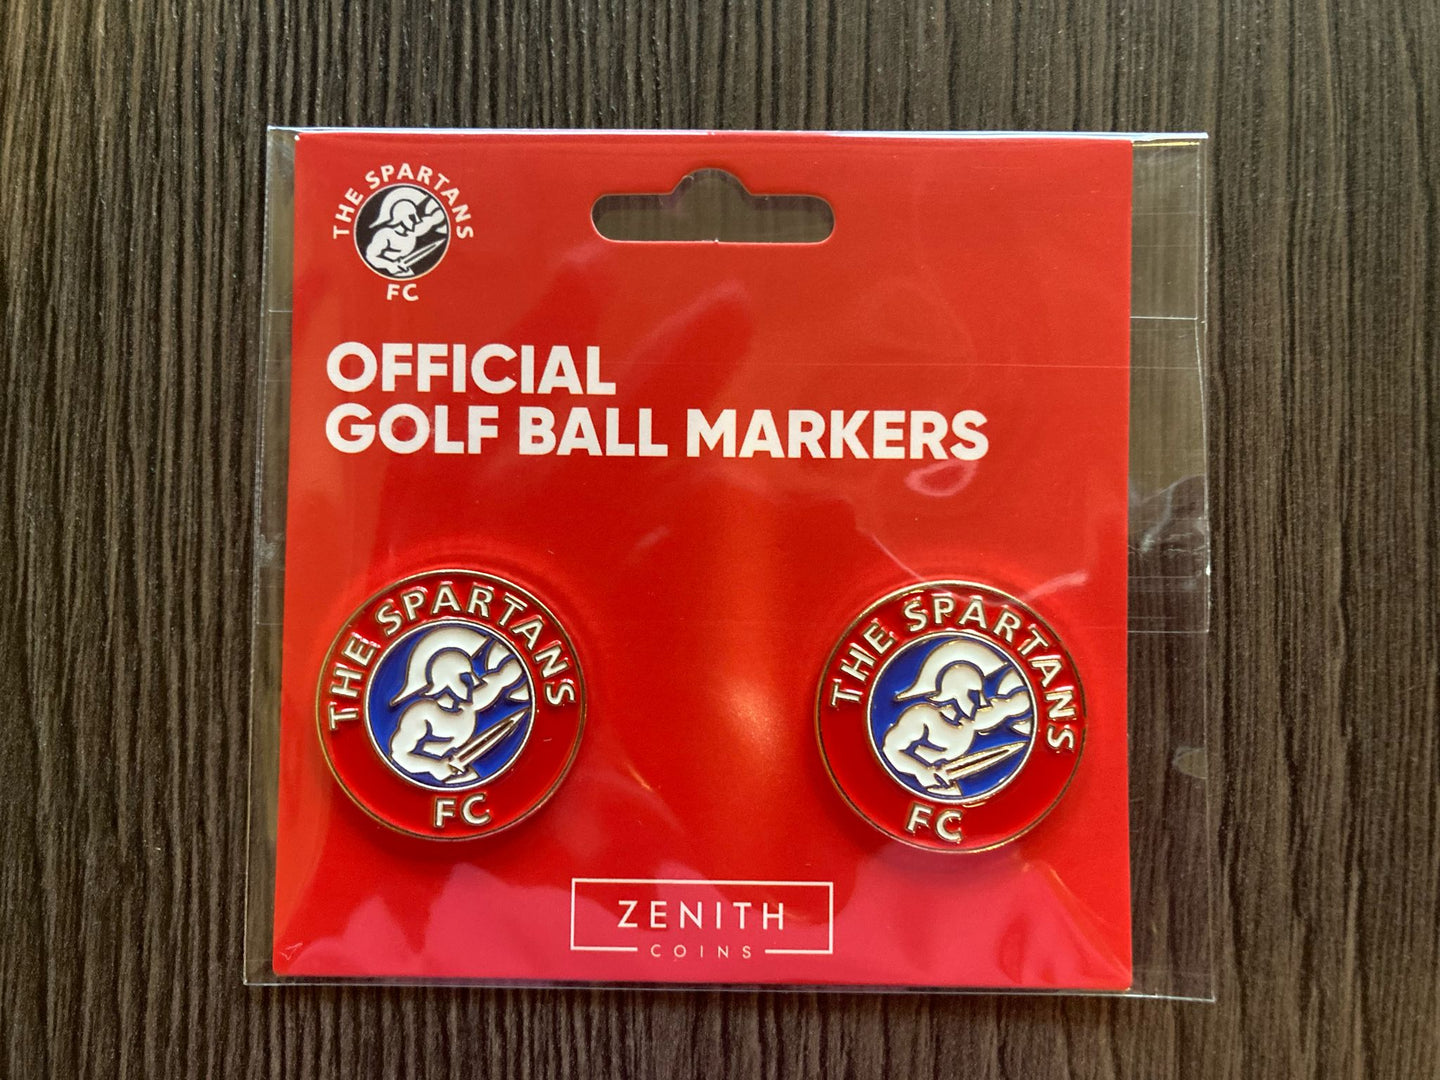 THE SPARTANS
FC
OFFICIAL
GOLF BALL MARKERS
THE SPARTANS
FC
THE SPARTANS
FC
ZENITH
COINS